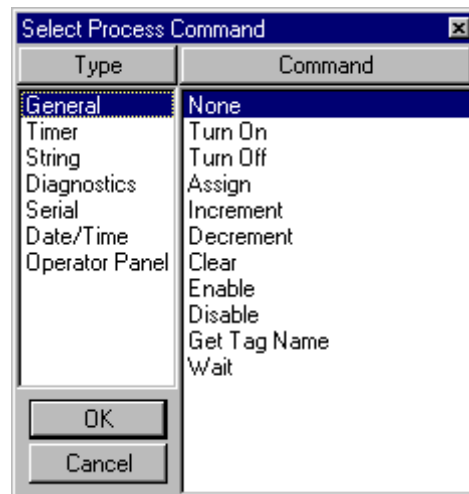 Select Process Command
Type
Command
General
Timer
String
Diagnostics
Serial
Date/Time
Operator Panel
None
Turn On
Turn Off
Assign
Increment
Decrement
Clear
Enable
Disable
Get Tag Name
Wait
OK
Cancel